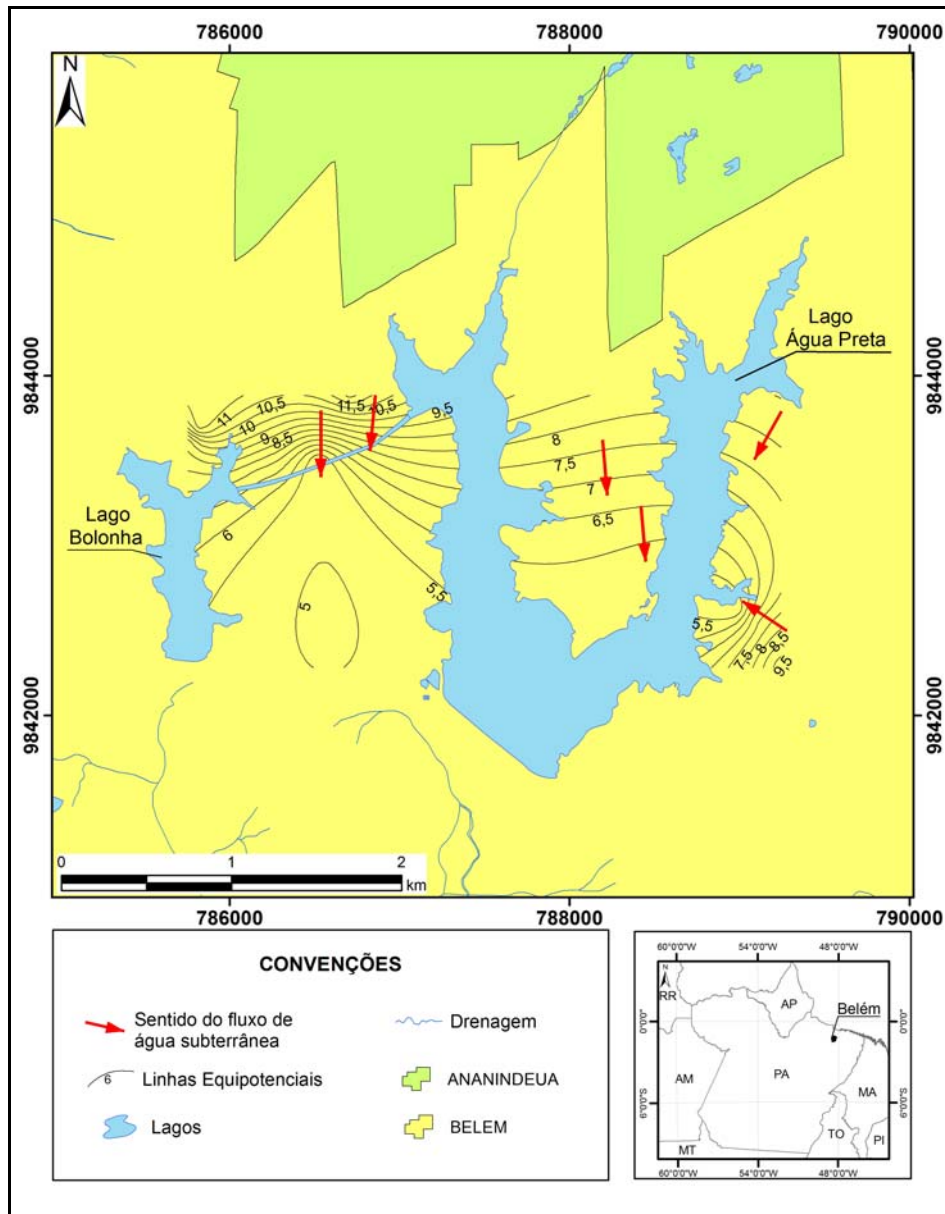 786000
788000
790000
N
9844000
9844000
Lago
Água Preta
11
10,5
11,5
10,5
9,5
10
9
8,5
8
7,5
7
6,5
6
5,5
5
5,5
7,5
8
8,5
9,5
Lago
Bolonha
9842000
9842000
0
1
2
km
786000
788000
790000
CONVENÇÕES
Sentido do fluxo de
água subterrânea
Drenagem
6
Linhas Equipotenciais
ANANINDEUA
Lagos
BELEM
60°0'0"W
54°0'0"W
48°0'0"W
N
RR
AP
Belém
0°0'0"
0°0'0"
AM
PA
MA
6°0'0"S
6°0'0"S
TO
PI
MT
60°0'0"W
54°0'0"W
48°0'0"W